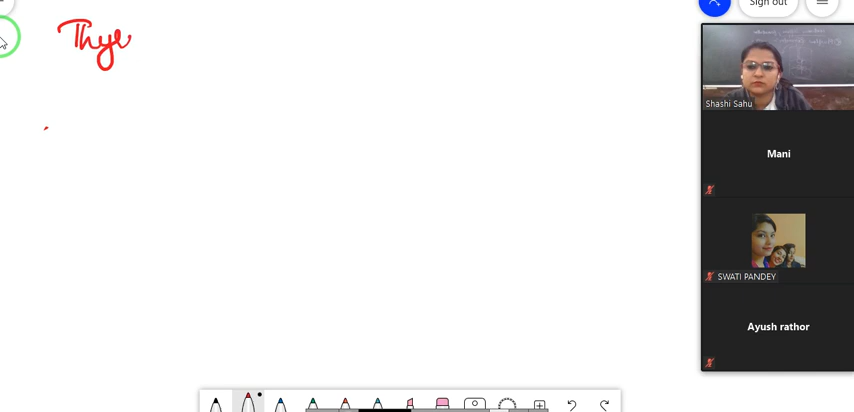 Sign out
Thye
Shashi Sahu
Mani
SWATI PANDEY
Ayush rathor